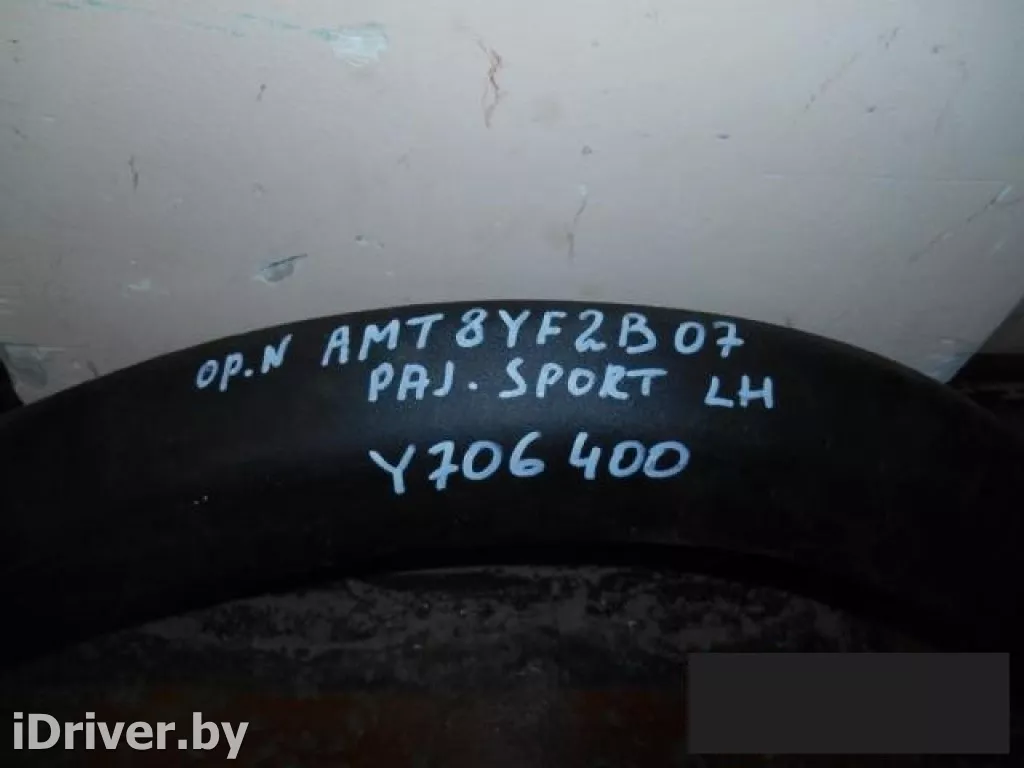 OP.N AMT8YF2B07
PAJ. SPORT LH
Y706400
iDriver.by